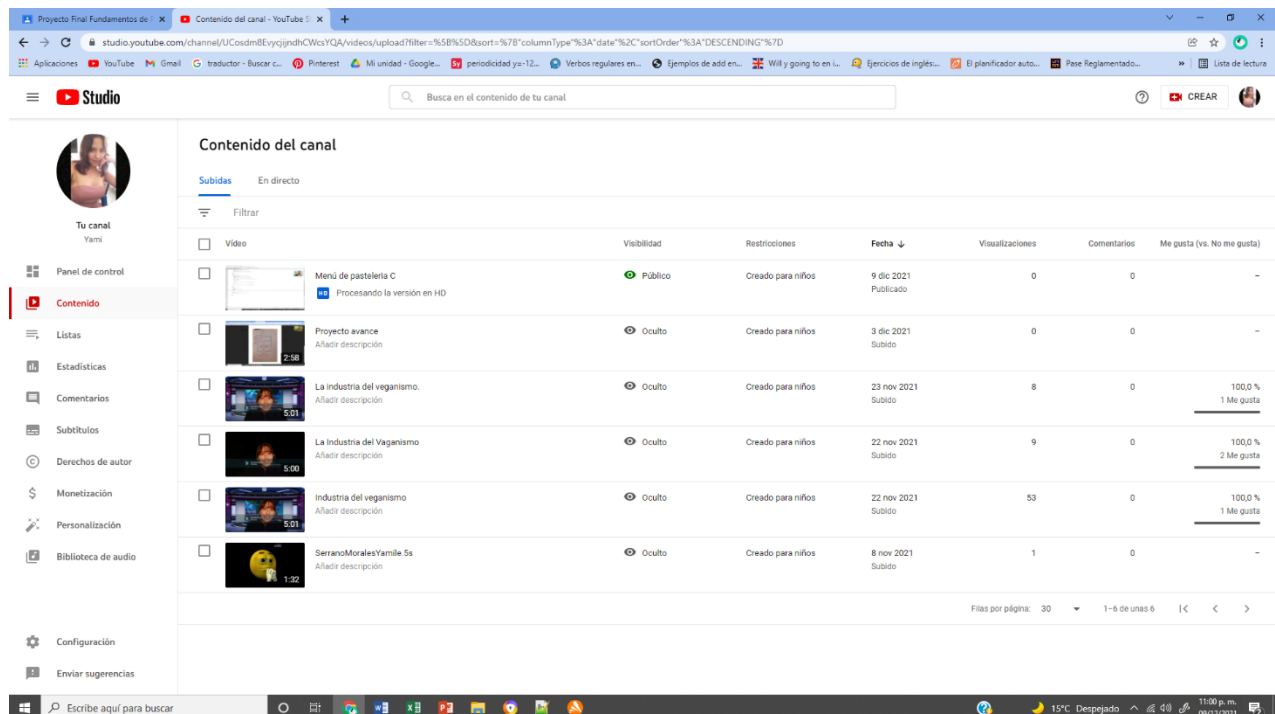 Proyecto Final Fundamentos de
Contenido del canal - YouTube S
studio.youtube.com/channel/UCosdm8EvycjijndhCWcsYQA/videos/upload?filter=%5B%5D&sort=%7B"columnType"%3A"date"%2C"sortOrder"%3A"DESCENDING"%7D
Aplicaciones YouTube Gmail traductor - Buscar c... Pinterest Mi unidad - Google... periodicidad y=-12... Verbos regulares en... Ejemplos de add en... Will y going to en i... Ejercicios de inglés:... El planificador auto... Pase Reglamentado... » Lista de lectura
Studio
Busca en el contenido de tu canal
CREAR
Tu canal
Yami
Panel de control
Contenido
Listas
Estadísticas
Comentarios
Subtítulos
Derechos de autor
Monetización
Personalización
Biblioteca de audio
Configuración
Enviar sugerencias
Contenido del canal
Subidas En directo
Filtrar
Vídeo Visibilidad Restricciones Fecha ↓ Visualizaciones Comentarios Me gusta (vs. No me gusta)
Menú de pasteleria C Público Creado para niños 9 dic 2021 0 0 –
HD Procesando la versión en HD Publicado
Proyecto avance Oculto Creado para niños 3 dic 2021 0 0 –
Añadir descripción Subido
2:58
La industria del veganismo. Oculto Creado para niños 23 nov 2021 8 0 100,0 %
Añadir descripción Subido 1 Me gusta
5:01
La Industria del Vaganismo Oculto Creado para niños 22 nov 2021 9 0 100,0 %
Añadir descripción Subido 2 Me gusta
5:00
Industria del veganismo Oculto Creado para niños 22 nov 2021 53 0 100,0 %
Añadir descripción Subido 1 Me gusta
5:01
SerranoMoralesYamile.5s Oculto Creado para niños 8 nov 2021 1 0 –
Añadir descripción Subido
1:32
Filas por página: 30 1–6 de unas 6
Escribe aquí para buscar
15°C Despejado
11:00 p. m.
09/12/2021